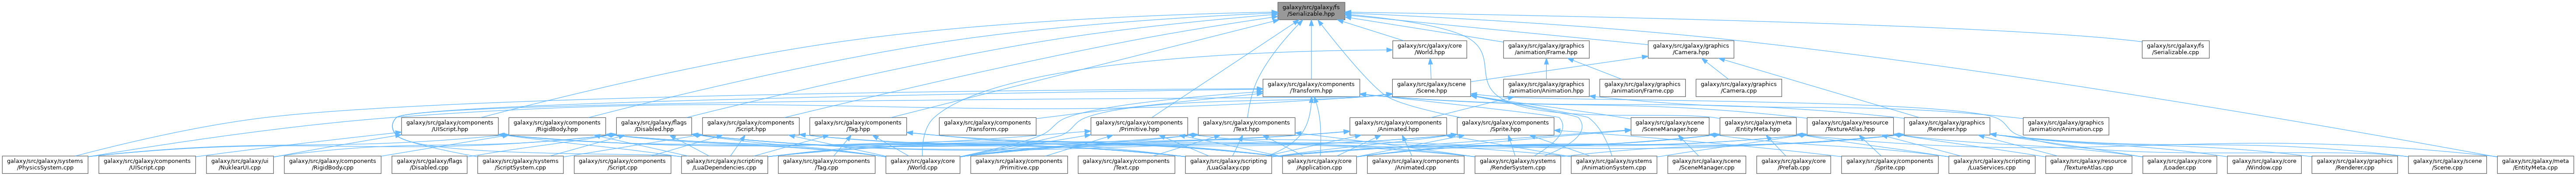 galaxy/src/galaxy/fs
/Serializable.hpp
galaxy/src/galaxy/core
/World.hpp
galaxy/src/galaxy/graphics
/animation/Frame.hpp
galaxy/src/galaxy/graphics
/Camera.hpp
galaxy/src/galaxy/fs
/Serializable.cpp
galaxy/src/galaxy/components
/Transform.hpp
galaxy/src/galaxy/scene
/Scene.hpp
galaxy/src/galaxy/graphics
/animation/Animation.hpp
galaxy/src/galaxy/graphics
/animation/Frame.cpp
galaxy/src/galaxy/graphics
/Camera.cpp
galaxy/src/galaxy/components
/UIScript.hpp
galaxy/src/galaxy/components
/RigidBody.hpp
galaxy/src/galaxy/flags
/Disabled.hpp
galaxy/src/galaxy/components
/Script.hpp
galaxy/src/galaxy/components
/Tag.hpp
galaxy/src/galaxy/components
/Transform.cpp
galaxy/src/galaxy/components
/Primitive.hpp
galaxy/src/galaxy/components
/Text.hpp
galaxy/src/galaxy/components
/Animated.hpp
galaxy/src/galaxy/components
/Sprite.hpp
galaxy/src/galaxy/scene
/SceneManager.hpp
galaxy/src/galaxy/meta
/EntityMeta.hpp
galaxy/src/galaxy/resource
/TextureAtlas.hpp
galaxy/src/galaxy/graphics
/Renderer.hpp
galaxy/src/galaxy/graphics
/animation/Animation.cpp
galaxy/src/galaxy/systems
/PhysicsSystem.cpp
galaxy/src/galaxy/components
/UIScript.cpp
galaxy/src/galaxy/ui
/NuklearUI.cpp
galaxy/src/galaxy/components
/RigidBody.cpp
galaxy/src/galaxy/flags
/Disabled.cpp
galaxy/src/galaxy/systems
/ScriptSystem.cpp
galaxy/src/galaxy/components
/Script.cpp
galaxy/src/galaxy/scripting
/LuaDependencies.cpp
galaxy/src/galaxy/components
/Tag.cpp
galaxy/src/galaxy/core
/World.cpp
galaxy/src/galaxy/components
/Primitive.cpp
galaxy/src/galaxy/components
/Text.cpp
galaxy/src/galaxy/scripting
/LuaGalaxy.cpp
galaxy/src/galaxy/core
/Application.cpp
galaxy/src/galaxy/components
/Animated.cpp
galaxy/src/galaxy/systems
/RenderSystem.cpp
galaxy/src/galaxy/systems
/AnimationSystem.cpp
galaxy/src/galaxy/scene
/SceneManager.cpp
galaxy/src/galaxy/core
/Prefab.cpp
galaxy/src/galaxy/components
/Sprite.cpp
galaxy/src/galaxy/scripting
/LuaServices.cpp
galaxy/src/galaxy/resource
/TextureAtlas.cpp
galaxy/src/galaxy/core
/Loader.cpp
galaxy/src/galaxy/core
/Window.cpp
galaxy/src/galaxy/graphics
/Renderer.cpp
galaxy/src/galaxy/scene
/Scene.cpp
galaxy/src/galaxy/meta
/EntityMeta.cpp